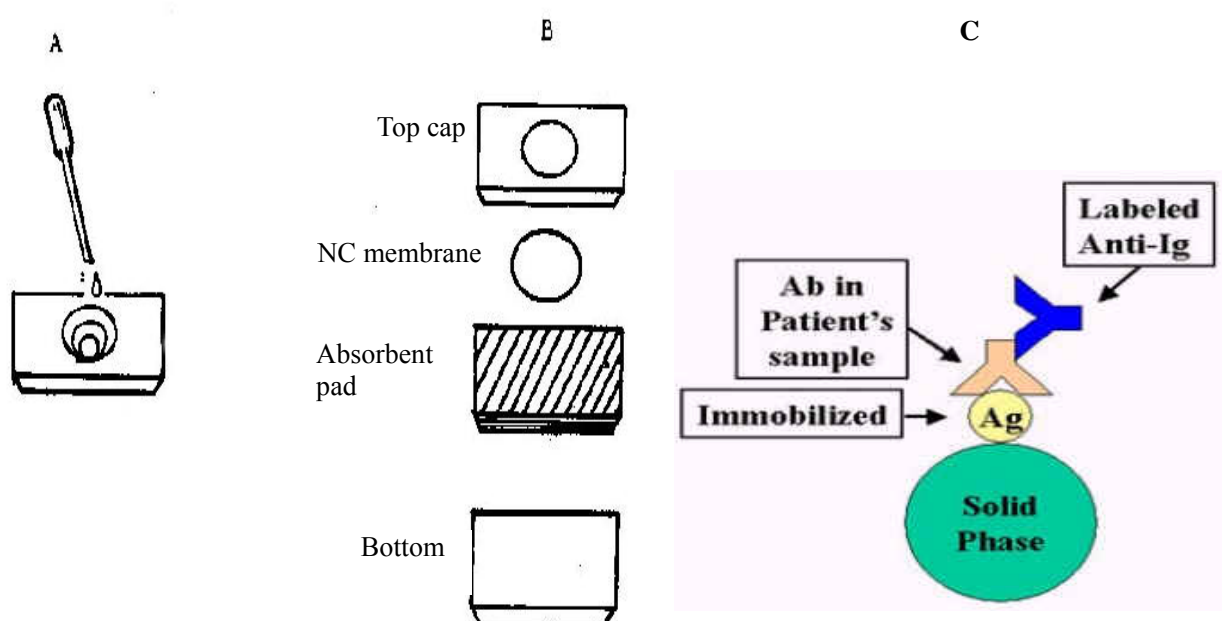 A
B
C
Top cap
NC membrane
Absorbent
pad
Bottom
Labeled
Anti-Ig
Ab in
Patient's
sample
Immobilized
Ag
Solid
Phase